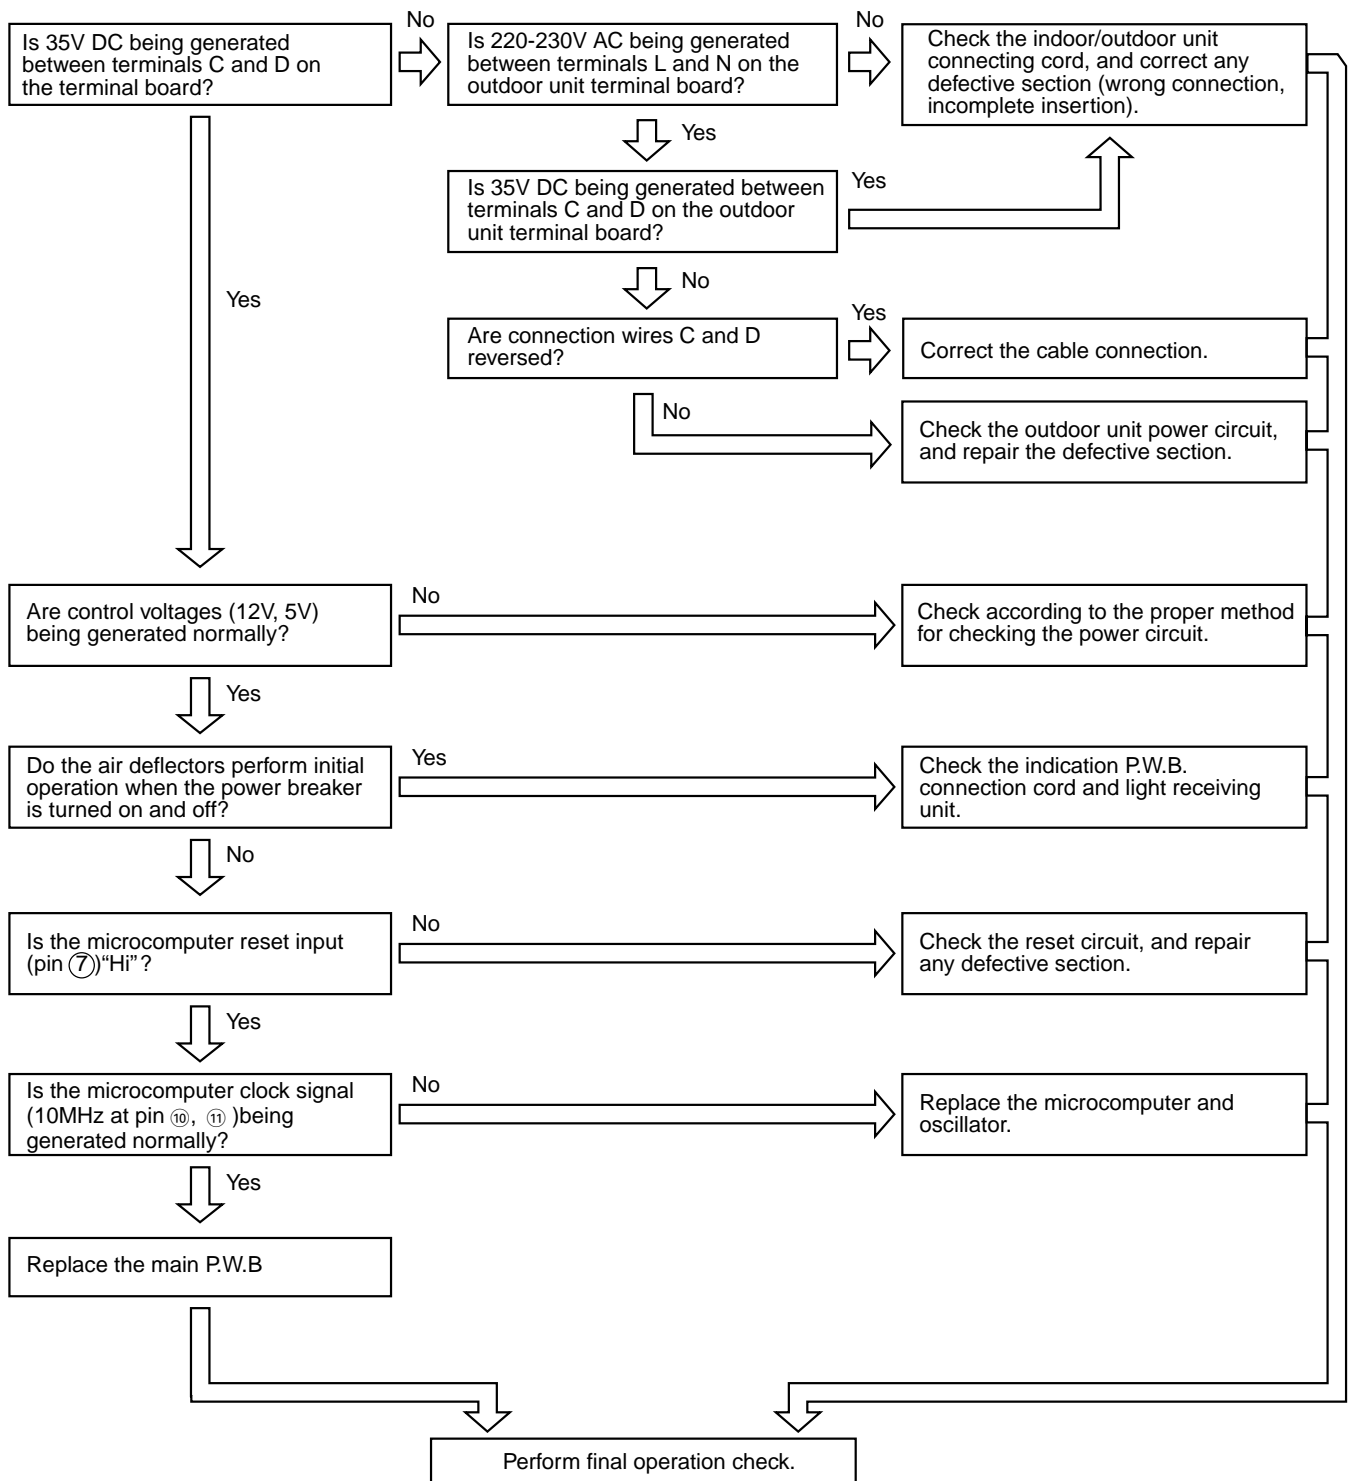 Is 35V DC being generated
between terminals C and D on
the terminal board?
No
Is 220-230V AC being generated
between terminals L and N on the
outdoor unit terminal board?
No
Check the indoor/outdoor unit
connecting cord, and correct any
defective section (wrong connection,
incomplete insertion).
Yes
Is 35V DC being generated between
terminals C and D on the outdoor
unit terminal board?
Yes
No
Yes
Are connection wires C and D
reversed?
Yes
Correct the cable connection.
No
Check the outdoor unit power circuit,
and repair the defective section.
Are control voltages (12V, 5V)
being generated normally?
No
Check according to the proper method
for checking the power circuit.
Yes
Do the air deflectors perform initial
operation when the power breaker
is turned on and off?
Yes
Check the indication P.W.B.
connection cord and light receiving
unit.
No
Is the microcomputer reset input
(pin ⑦)“Hi”?
No
Check the reset circuit, and repair
any defective section.
Yes
Is the microcomputer clock signal
(10MHz at pin ⑩, ⑪ )being
generated normally?
No
Replace the microcomputer and
oscillator.
Yes
Replace the main P.W.B
Perform final operation check.